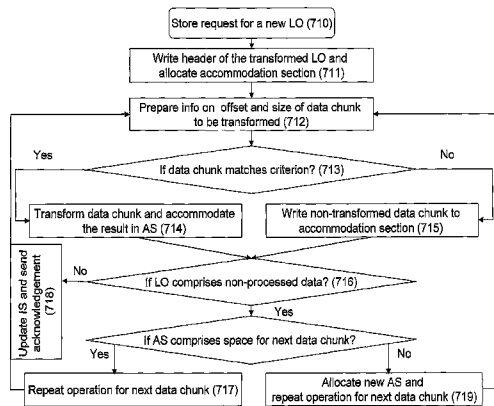 Store request for a new LO (710)
Write header of the transformed LO and
allocate accommodation section (711)
Prepare info on offset and size of data chunk
to be transformed (712)
Yes
No
If data chunk matches criterion? (713)
Transform data chunk and accommodate
the result in AS (714)
Write non-transformed data chunk to
accommodation section (715)
Update IS and send
acknowledgement
(718)
No
If LO comprises non-processed data? (716)
Yes
If AS comprises space for next data chunk?
Yes
No
Repeat operation for next data chunk (717)
Allocate new AS and
repeat operation for next data chunk (719)